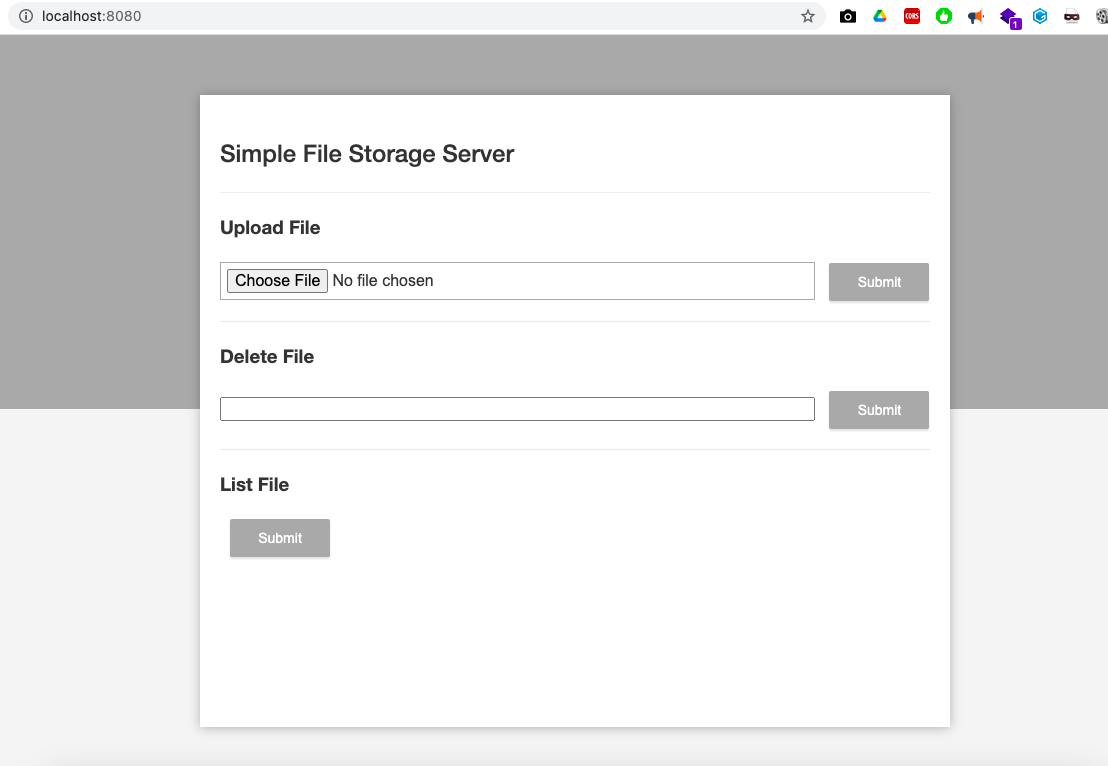 localhost:8080
CORS
1
Simple File Storage Server
Upload File
Choose File No file chosen
Submit
Delete File
Submit
List File
Submit